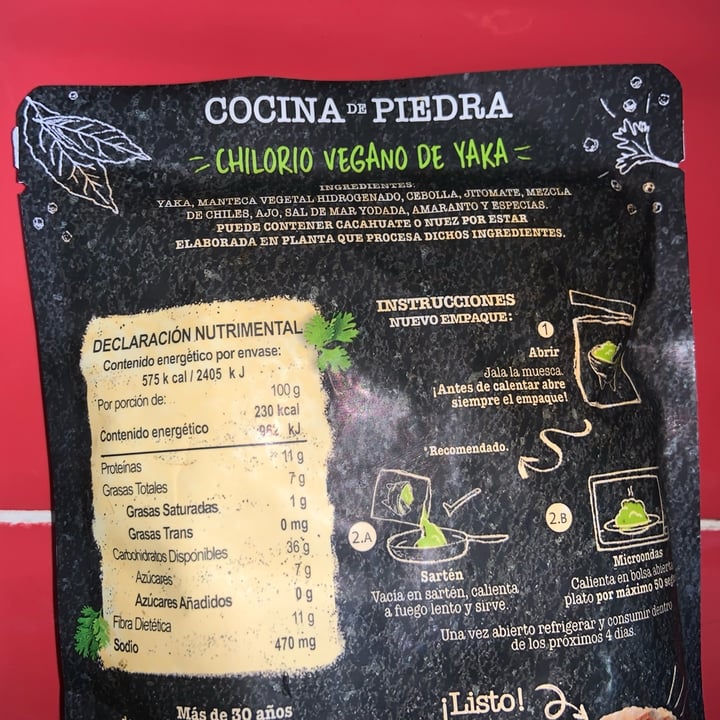 COCINA DE PIEDRA
CHILORIO VEGANO DE YAKA
INGREDIENTES:
YAKA, MANTECA VEGETAL HIDROGENADO, CEBOLLA, JITOMATE, MEZCLA
DE CHILES, AJO, SAL DE MAR YODADA, AMARANTO Y ESPECIAS.
PUEDE CONTENER CACAHUATE O NUEZ POR ESTAR
ELABORADA EN PLANTA QUE PROCESA DICHOS INGREDIENTES.
DECLARACIÓN NUTRIMENTAL
Contenido energético por envase:
575 k cal / 2405 k J
Por porción de: 100 g
230 kcal
Contenido energético 962 kJ
Proteínas 11 g
Grasas Totales 7 g
Grasas Saturadas 1 g
Grasas Trans 0 mg
Carbohidratos Disponibles 36 g
Azúcares 7 g
Azúcares Añadidos 0 g
Fibra Dietética 11 g
Sodio 470 mg
Más de 30 años
INSTRUCCIONES
NUEVO EMPAQUE:
1
Abrir
Jala la muesca.
¡Antes de calentar abre
siempre el empaque!
*Recomendado.
2.A
Sartén
Vacía en sartén, calienta
a fuego lento y sirve.
2.B
Microondas
Calienta en bolsa abierta
plato por máximo 50
Una vez abierto refrigerar y consumir dentro
de los próximos 4 días.
¡Listo!